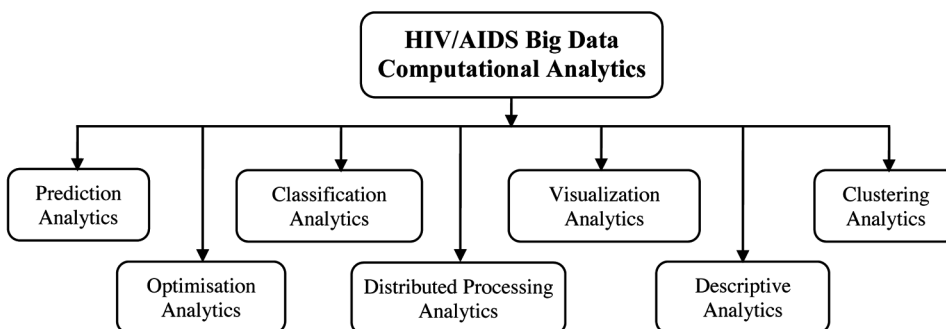 HIV/AIDS Big Data
Computational Analytics
Prediction
Analytics
Classification
Analytics
Visualization
Analytics
Clustering
Analytics
Optimisation
Analytics
Distributed Processing
Analytics
Descriptive
Analytics